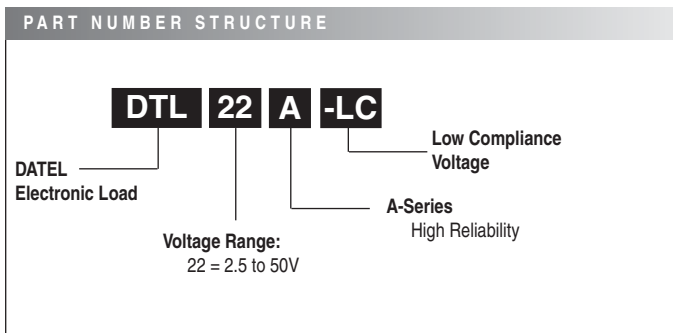 PART NUMBER STRUCTURE
DTL 22 A -LC
Low Compliance
Voltage
DATEL
Electronic Load
A-Series
High Reliability
Voltage Range:
22 = 2.5 to 50V